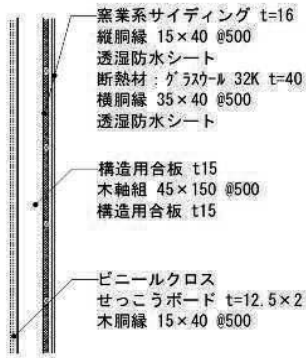 窯業系サイディング t=16
縦胴縁 15×40 @500
透湿防水シート
断熱材：グラスウール 32K t=40
横胴縁 35×40 @500
透湿防水シート
構造用合板 t15
木軸組 45×150 @500
構造用合板 t15
ビニールクロス
せっこうボード t=12.5×2
木胴縁 15×40 @500